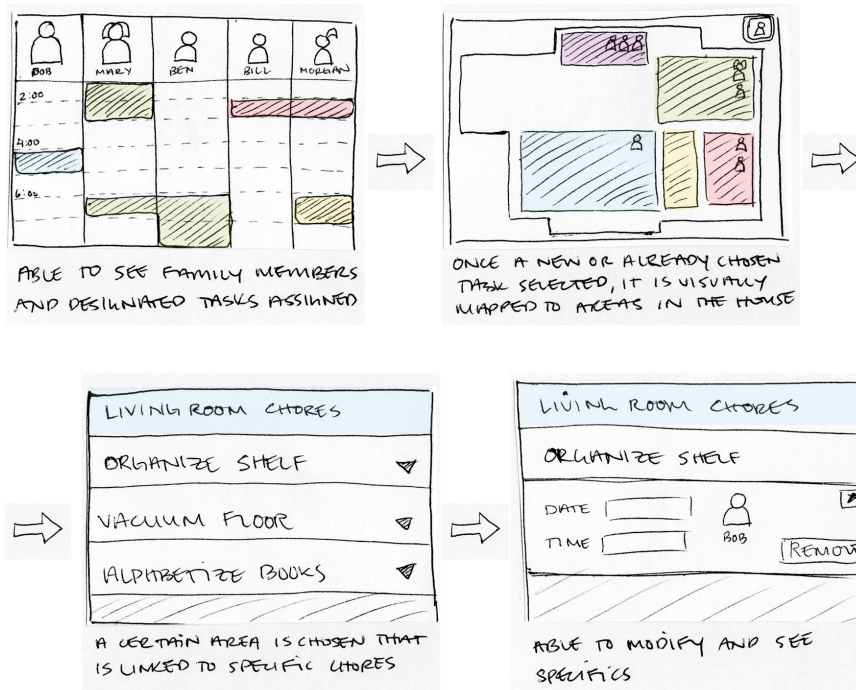 BOB
MARY
BEN
BILL
MORGAN
2:00
4:00
6:00
ABLE TO SEE FAMILY MEMBERS
AND DESIGNATED TASKS ASSIGNED
ONCE A NEW OR ALREADY CHOSEN
TASK SELECTED, IT IS VISUALLY
MAPPED TO AREAS IN THE HOUSE
LIVING ROOM CHORES
ORGANIZE SHELF
VACUUM FLOOR
ALPHBETIZE BOOKS
A CERTAIN AREA IS CHOSEN THAT
IS LINKED TO SPECIFIC CHORES
LIVING ROOM CHORES
ORGANIZE SHELF
DATE
TIME
BOB
REMOV
ABLE TO MODIFY AND SEE
SPECIFICS